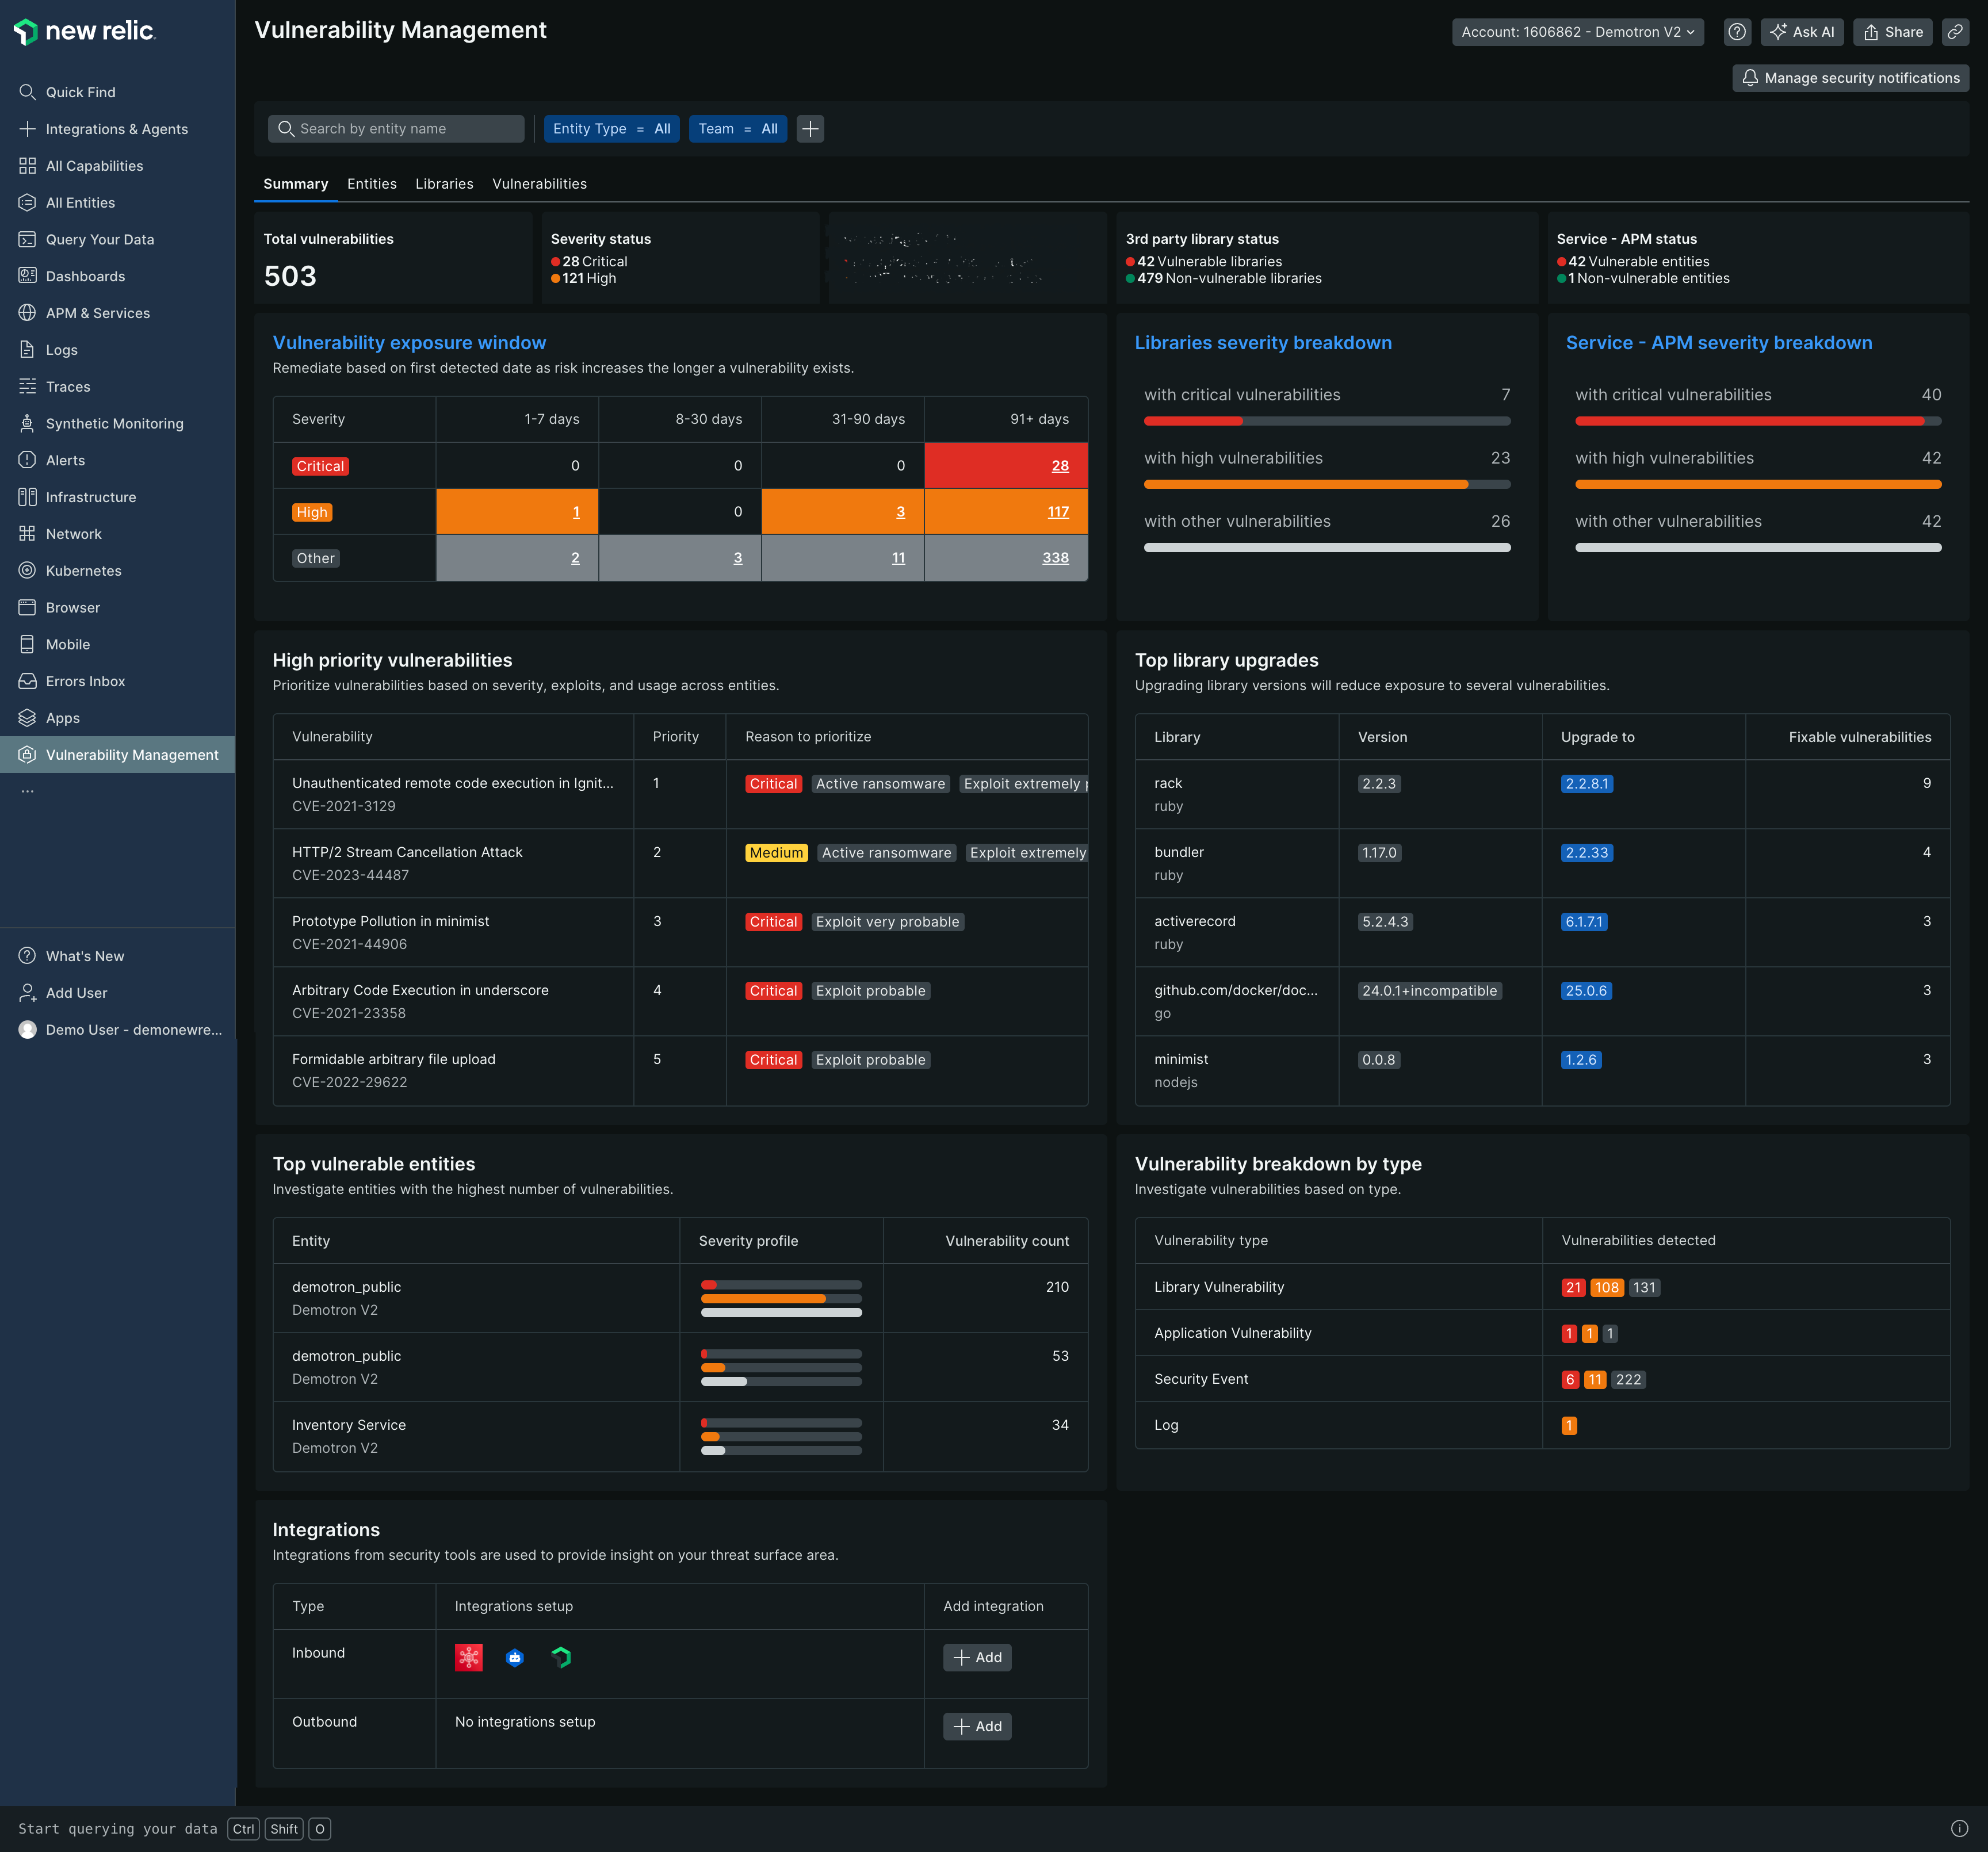 new relic.
Quick Find
Integrations & Agents
All Capabilities
All Entities
Query Your Data
Dashboards
APM & Services
Logs
Traces
Synthetic Monitoring
Alerts
Infrastructure
Network
Kubernetes
Browser
Mobile
Errors Inbox
Apps
Vulnerability Management
...
What's New
Add User
Demo User - demonewre...
Vulnerability Management
Account: 1606862 - Demotron V2
Ask AI
Share
Manage security notifications
Search by entity name
Entity Type = All
Team = All
Summary Entities Libraries Vulnerabilities
Total vulnerabilities
503
Severity status
28 Critical
121 High
3rd party library status
42 Vulnerable libraries
479 Non-vulnerable libraries
Service - APM status
42 Vulnerable entities
1 Non-vulnerable entities
Vulnerability exposure window
Remediate based on first detected date as risk increases the longer a vulnerability exists.
Severity 1-7 days 8-30 days 31-90 days 91+ days
Critical 0 0 0 28
High 1 0 3 117
Other 2 3 11 338
Libraries severity breakdown
with critical vulnerabilities 7
with high vulnerabilities 23
with other vulnerabilities 26
Service - APM severity breakdown
with critical vulnerabilities 40
with high vulnerabilities 42
with other vulnerabilities 42
High priority vulnerabilities
Prioritize vulnerabilities based on severity, exploits, and usage across entities.
Vulnerability Priority Reason to prioritize
Unauthenticated remote code execution in Ignit... 1 Critical Active ransomware Exploit extremely
CVE-2021-3129
HTTP/2 Stream Cancellation Attack 2 Medium Active ransomware Exploit extremely
CVE-2023-44487
Prototype Pollution in minimist 3 Critical Exploit very probable
CVE-2021-44906
Arbitrary Code Execution in underscore 4 Critical Exploit probable
CVE-2021-23358
Formidable arbitrary file upload 5 Critical Exploit probable
CVE-2022-29622
Top library upgrades
Upgrading library versions will reduce exposure to several vulnerabilities.
Library Version Upgrade to Fixable vulnerabilities
rack 2.2.3 2.2.8.1 9
ruby
bundler 1.17.0 2.2.33 4
ruby
activerecord 5.2.4.3 6.1.7.1 3
ruby
github.com/docker/doc... 24.0.1+incompatible 25.0.6 3
go
minimist 0.0.8 1.2.6 3
nodejs
Top vulnerable entities
Investigate entities with the highest number of vulnerabilities.
Entity Severity profile Vulnerability count
demotron_public 210
Demotron V2
demotron_public 53
Demotron V2
Inventory Service 34
Demotron V2
Vulnerability breakdown by type
Investigate vulnerabilities based on type.
Vulnerability type Vulnerabilities detected
Library Vulnerability 21 108 131
Application Vulnerability 1 1 1
Security Event 6 11 222
Log 1
Integrations
Integrations from security tools are used to provide insight on your threat surface area.
Type Integrations setup Add integration
Inbound Add
Outbound No integrations setup Add
Start querying your data Ctrl Shift O